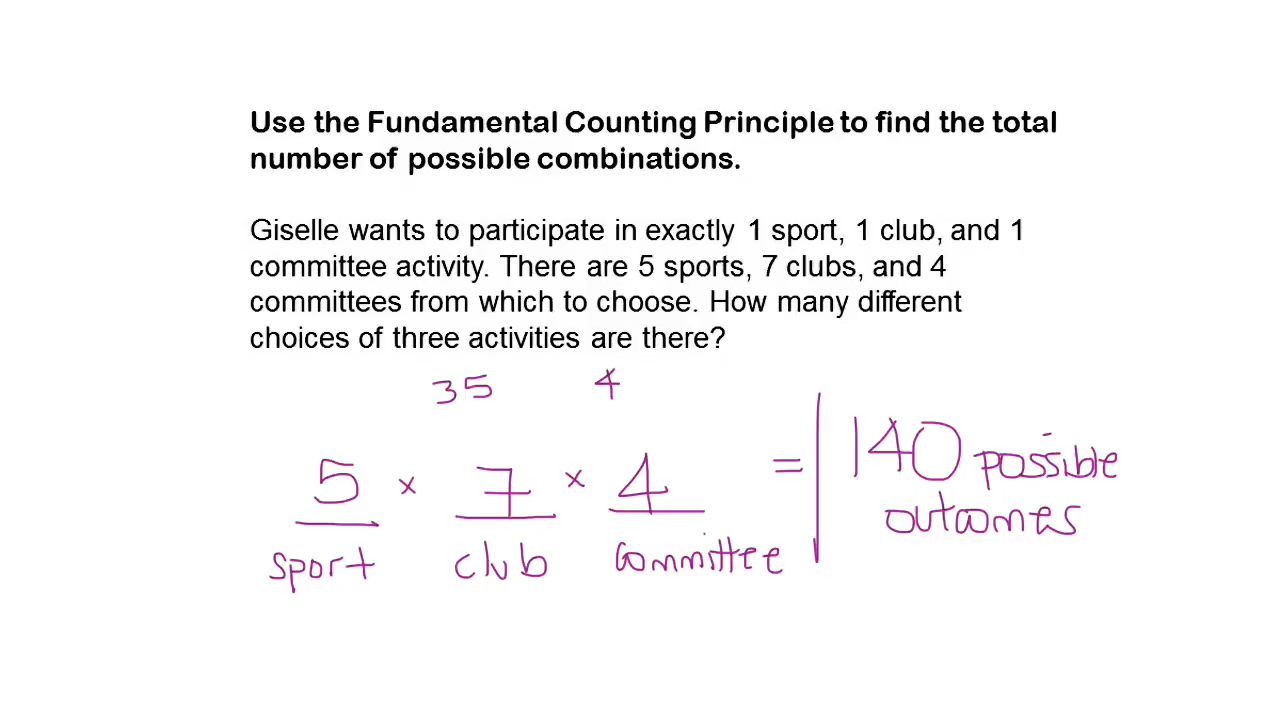 Use the Fundamental Counting Principle to find the total
number of possible combinations.
Giselle wants to participate in exactly 1 sport, 1 club, and 1
committee activity. There are 5 sports, 7 clubs, and 4
committees from which to choose. How many different
choices of three activities are there?
35 4
5 × 7 × 4 = 140 possible
outcomes
sport club committee